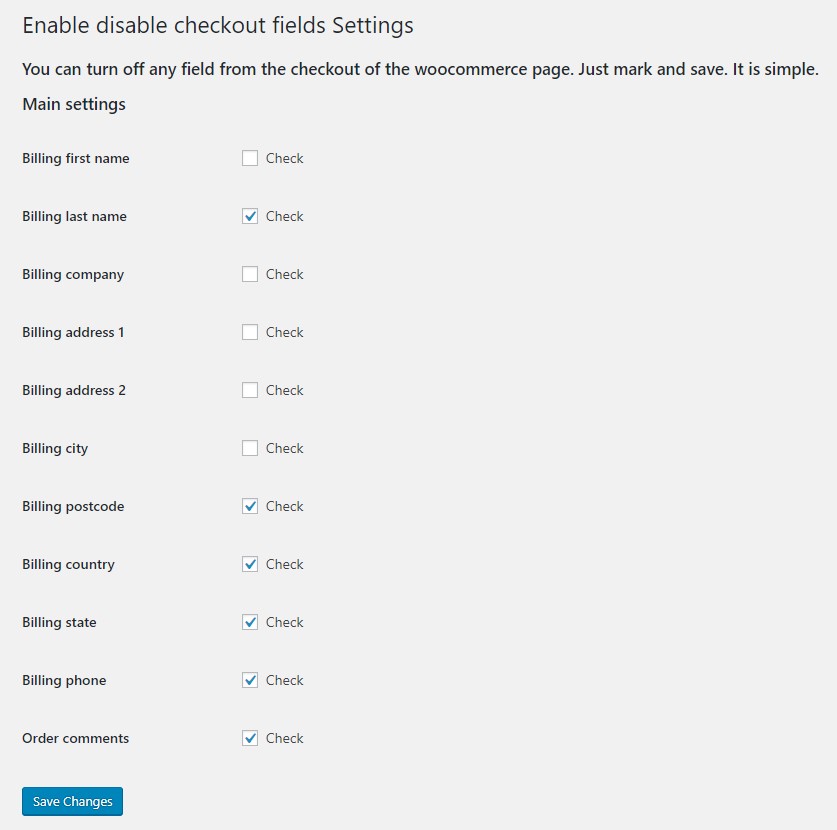 Enable disable checkout fields Settings
You can turn off any field from the checkout of the woocommerce page. Just mark and save. It is simple.
Main settings
Billing first name Check
Billing last name Check
Billing company Check
Billing address 1 Check
Billing address 2 Check
Billing city Check
Billing postcode Check
Billing country Check
Billing state Check
Billing phone Check
Order comments Check
Save Changes